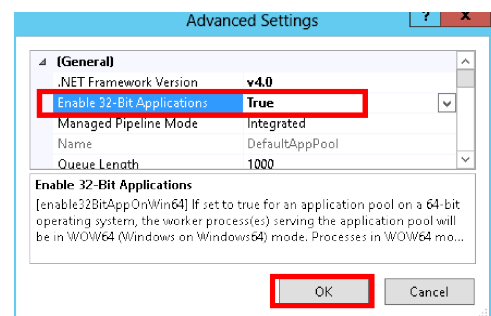 Advanced Settings
?
x
(General)
.NET Framework Version v4.0
Enable 32-Bit Applications True
Managed Pipeline Mode Integrated
Name DefaultAppPool
Queue Length 1000
Enable 32-Bit Applications
[enable32BitAppOnWin64] If set to true for an application pool on a 64-bit
operating system, the worker process(es) serving the application pool will
be in WOW64 (Windows on Windows64) mode. Processes in WOW64 mo...
OK Cancel